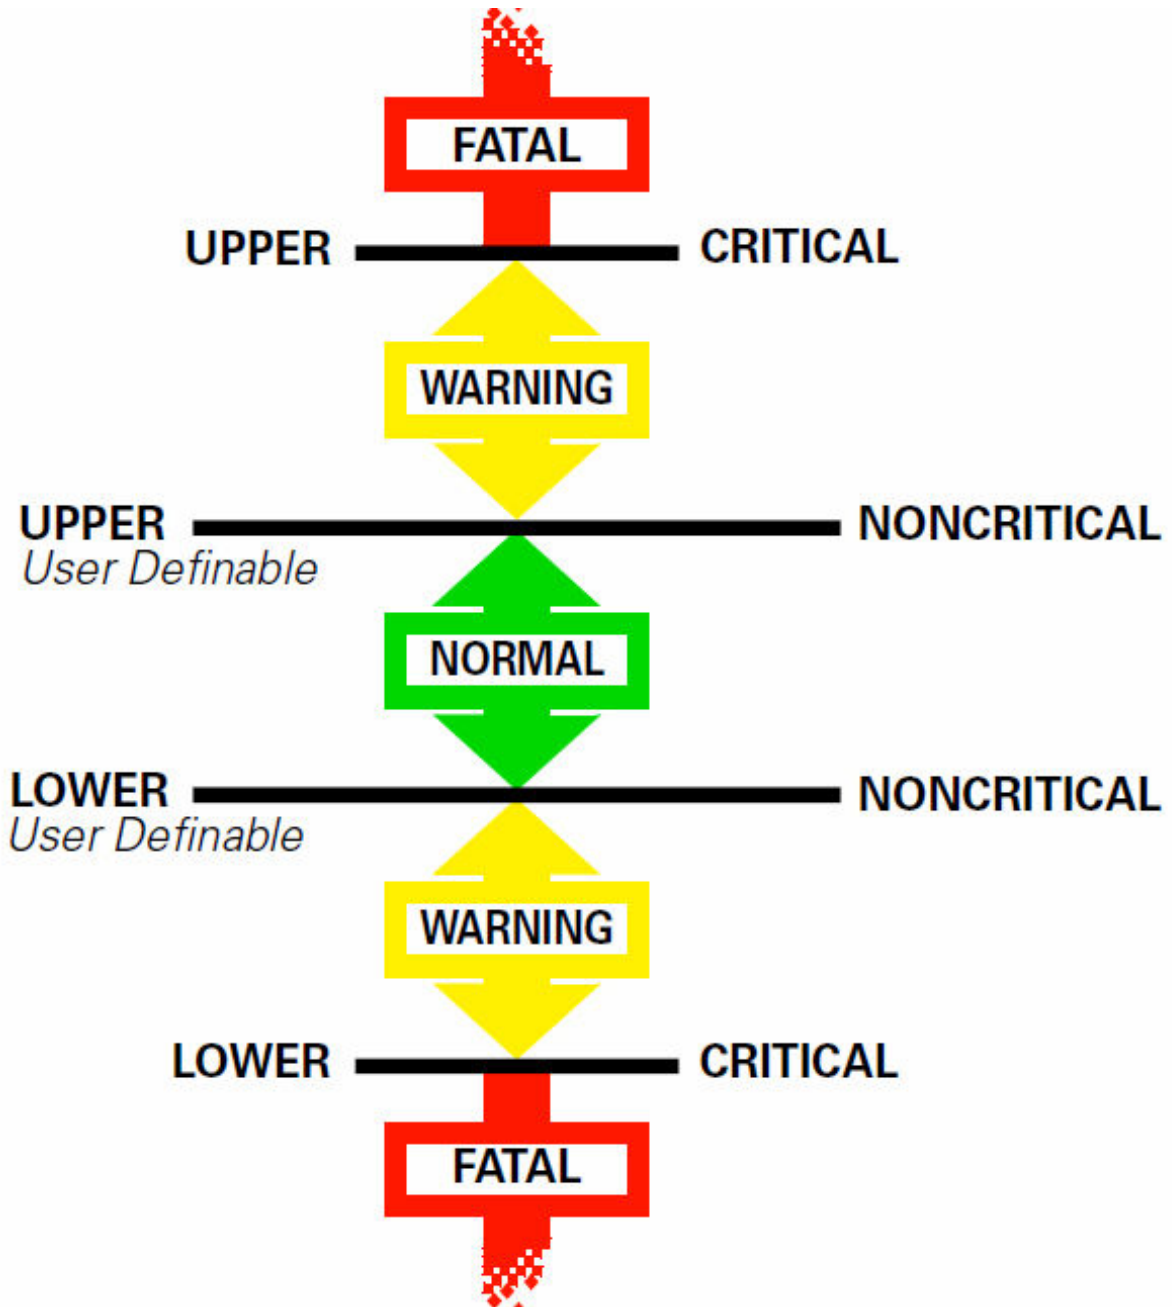 FATAL
UPPER CRITICAL
WARNING
UPPER NONCRITICAL
User Definable
NORMAL
LOWER NONCRITICAL
User Definable
WARNING
LOWER CRITICAL
FATAL